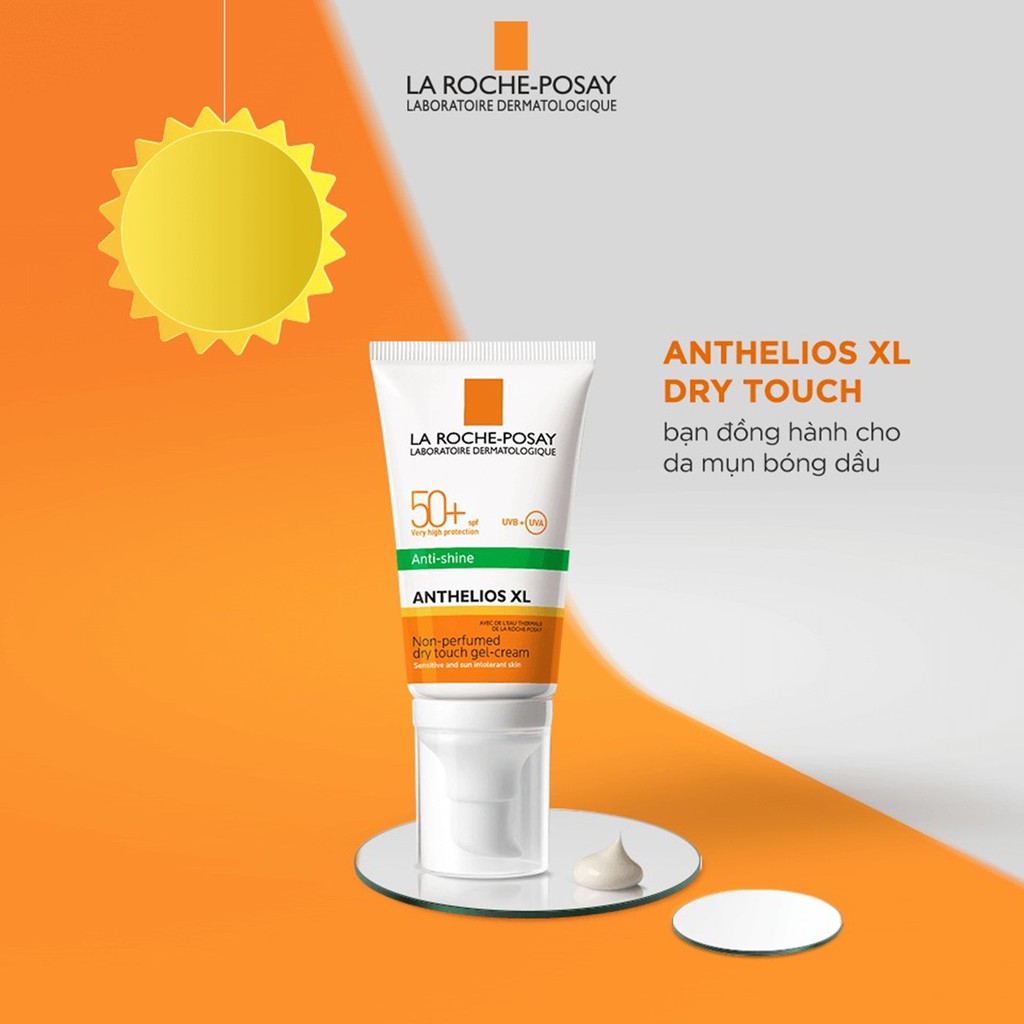 LA ROCHE-POSAY
LABORATOIRE DERMATOLOGIQUE
ANTHELIOS XL
DRY TOUCH
bạn đồng hành cho
da mụn bóng dầu
LA ROCHE-POSAY
LABORATOIRE DERMATOLOGIQUE
50+ spf
Very high protection
UVB + UVA
Anti-shine
ANTHELIOS XL
AVEC DE L'EAU THERMALE
DE LA ROCHE-POSAY
Non-perfumed
dry touch gel-cream
Sensitive and sun intolerant skin